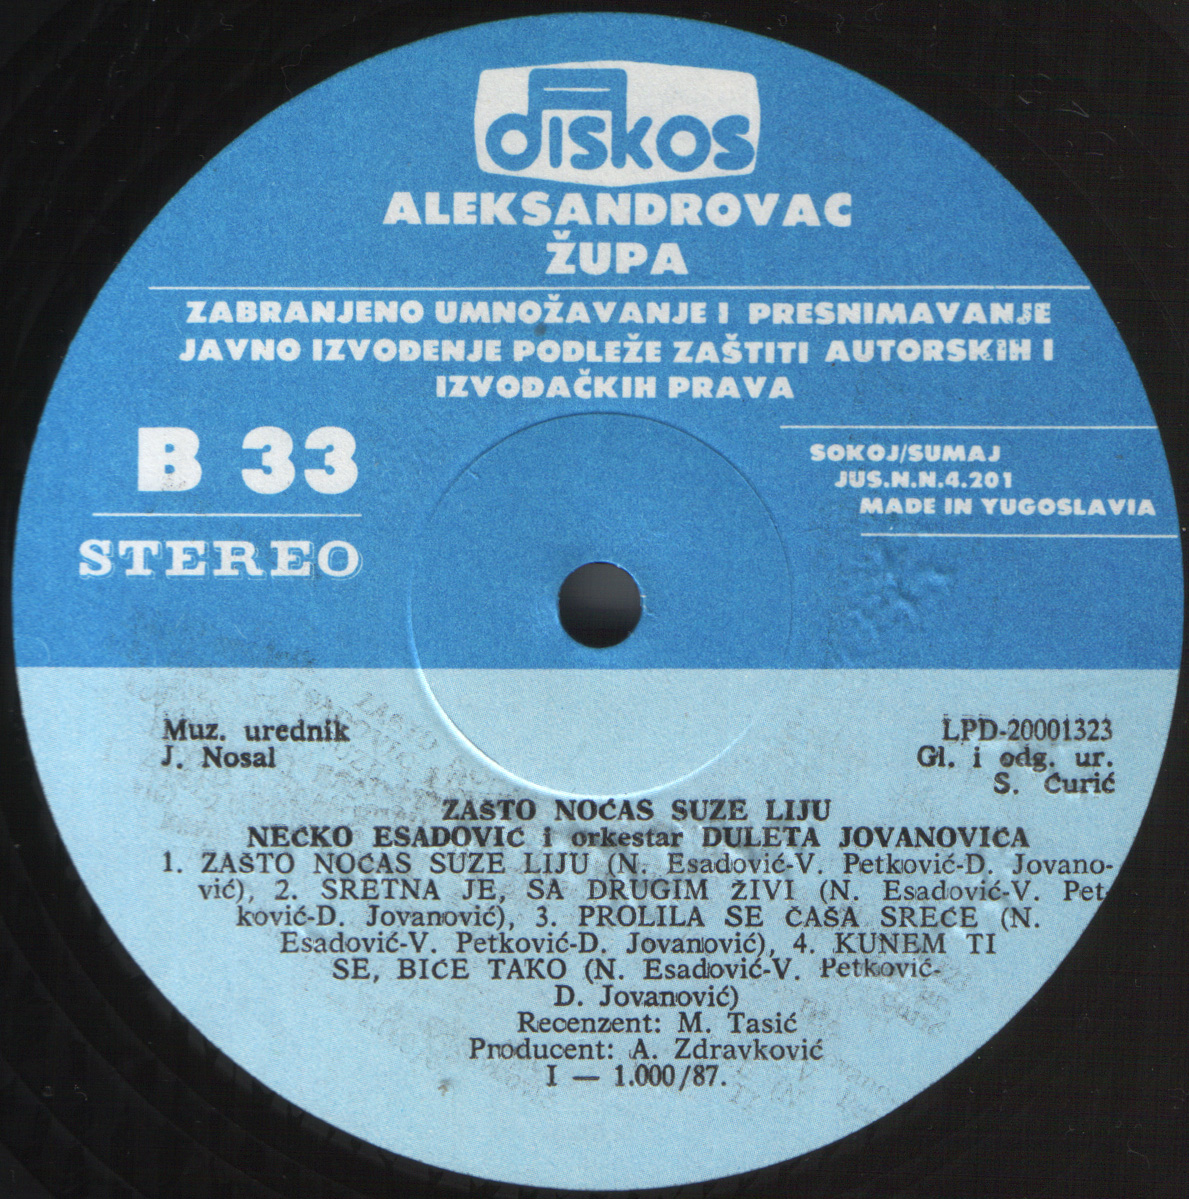 diskos
ALEKSANDROVAC
ŽUPA
ZABRANJENO UMNOŽAVANJE I PRESNIMAVANJE
JAVNO IZVOĐENJE PODLEŽE ZAŠTITI AUTORSKIH I
IZVOĐAČKIH PRAVA
B 33
STEREO
SOKOJ/SUMAJ
JUS.N.N.4.201
MADE IN YUGOSLAVIA
Muz. urednik
J. Nosal
LPD-20001323
Gl. i odg. ur.
S. Ćurić
ZAŠTO NOĆAS SUZE LIJU
NEĆKO ESADOVIĆ i orkestar DULETA JOVANOVIĆA
1. ZAŠTO NOĆAS SUZE LIJU (N. Esadović-V. Petković-D. Jovano-
vić), 2. SRETNA JE, SA DRUGIM ŽIVI (N. Esadović-V. Pet-
ković-D. Jovanović), 3. PROLILA SE ČAŠA SREĆE (N.
Esadović-V. Petković-D. Jovanović), 4. KUNEM TI
SE, BIĆE TAKO (N. Esadović-V. Petković-
D. Jovanović)
Recenzent: M. Tasić
Producent: A. Zdravković
I — 1.000/87.